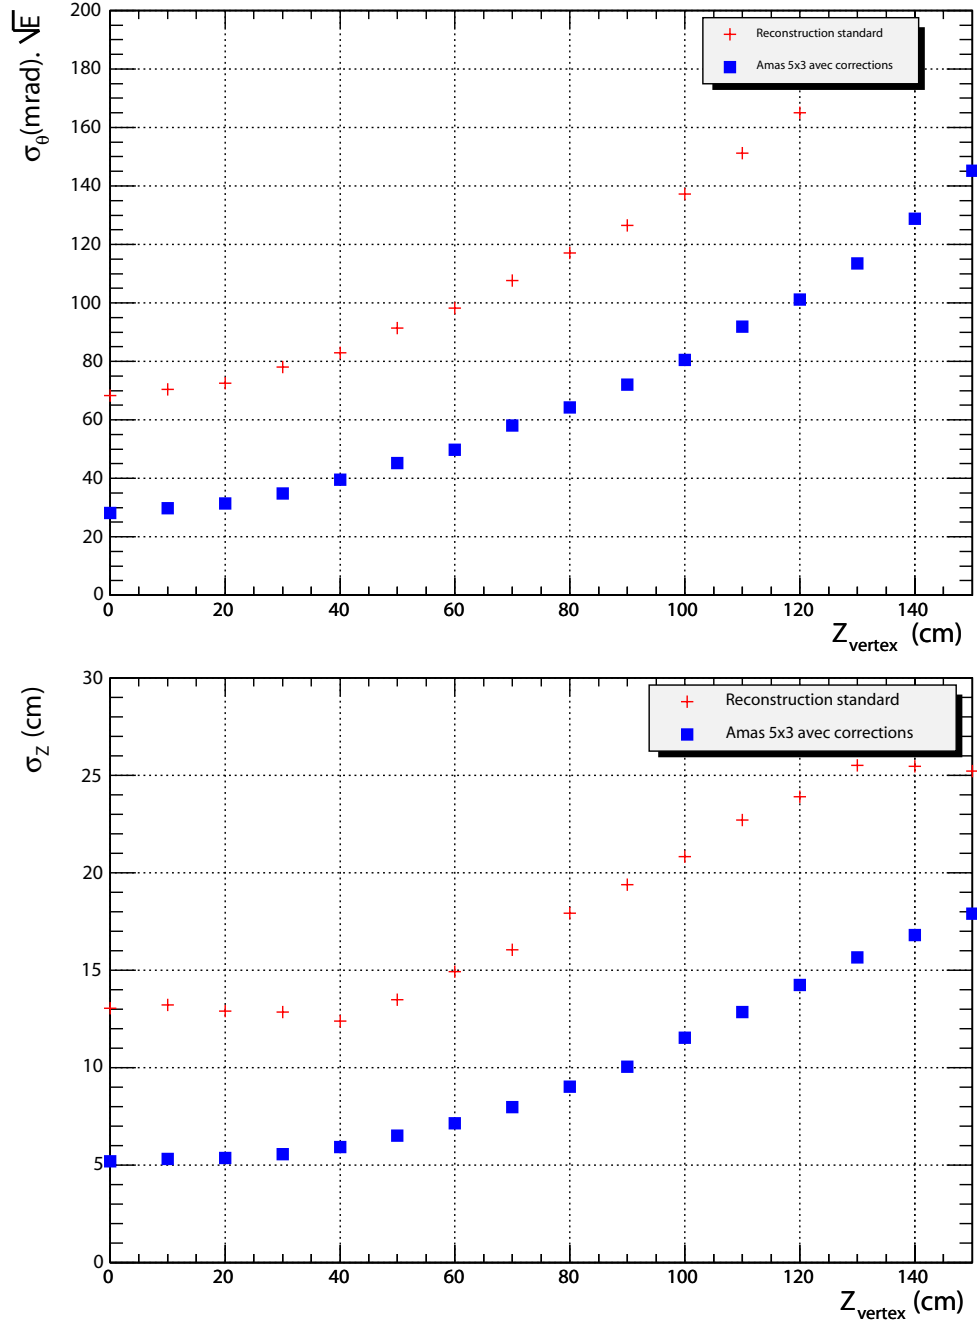 σθ(mrad). √E
200
180
160
140
120
100
80
60
40
20
0
Reconstruction standard
Amas 5x3 avec corrections
0 20 40 60 80 100 120 140
Zvertex (cm)
σZ (cm)
30
25
20
15
10
5
0
Reconstruction standard
Amas 5x3 avec corrections
0 20 40 60 80 100 120 140
Zvertex (cm)